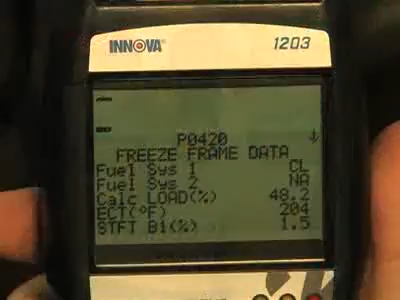 INNOVA® 1203
P0420
FREEZE FRAME DATA
Fuel Sys 1 CL
Fuel Sys 2 NA
Calc LOAD(%) 48.2
ECT(°F) 204
STFT B1(%) 1.5